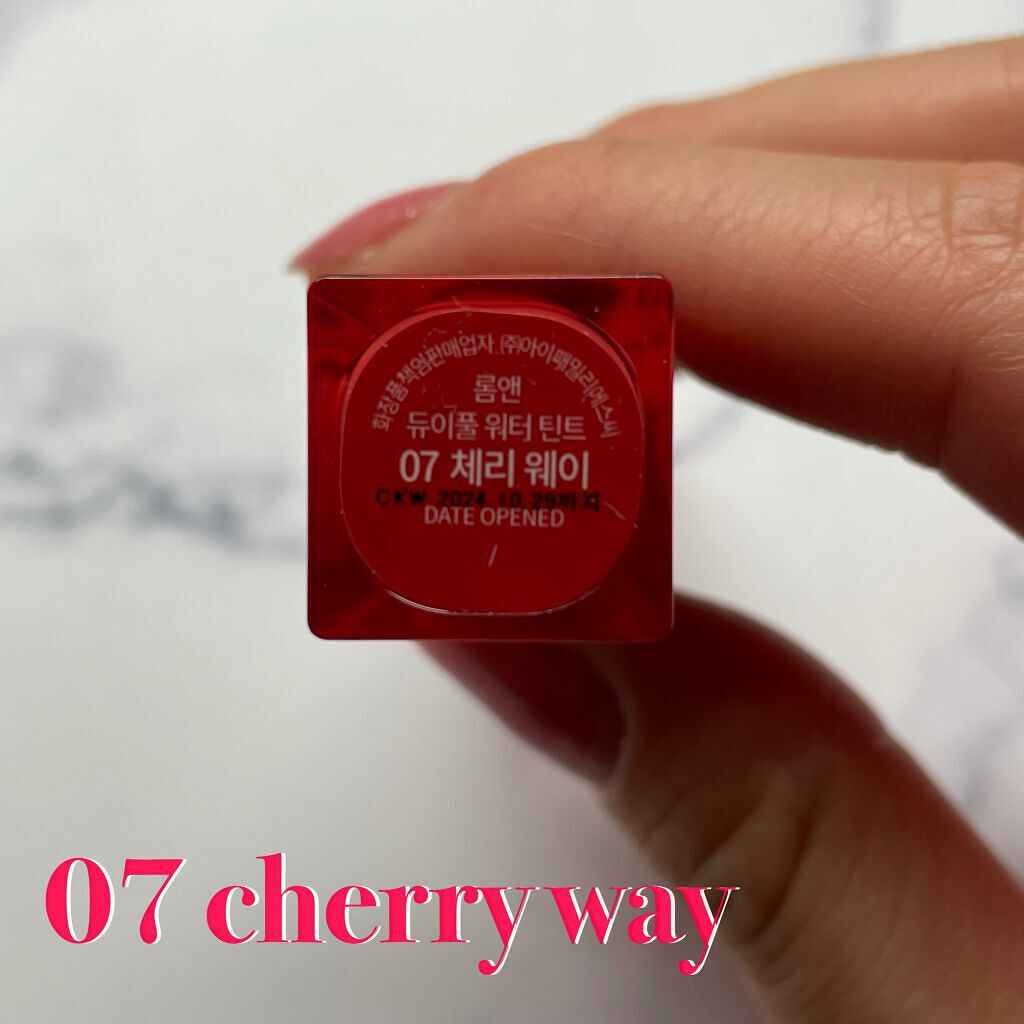 화장품책임판매업자 (주)아이패밀리에스씨
롬앤
듀이풀 워터 틴트
07 체리 웨이
CKW 2024.10.29까지
DATE OPENED
/
07 cherry way